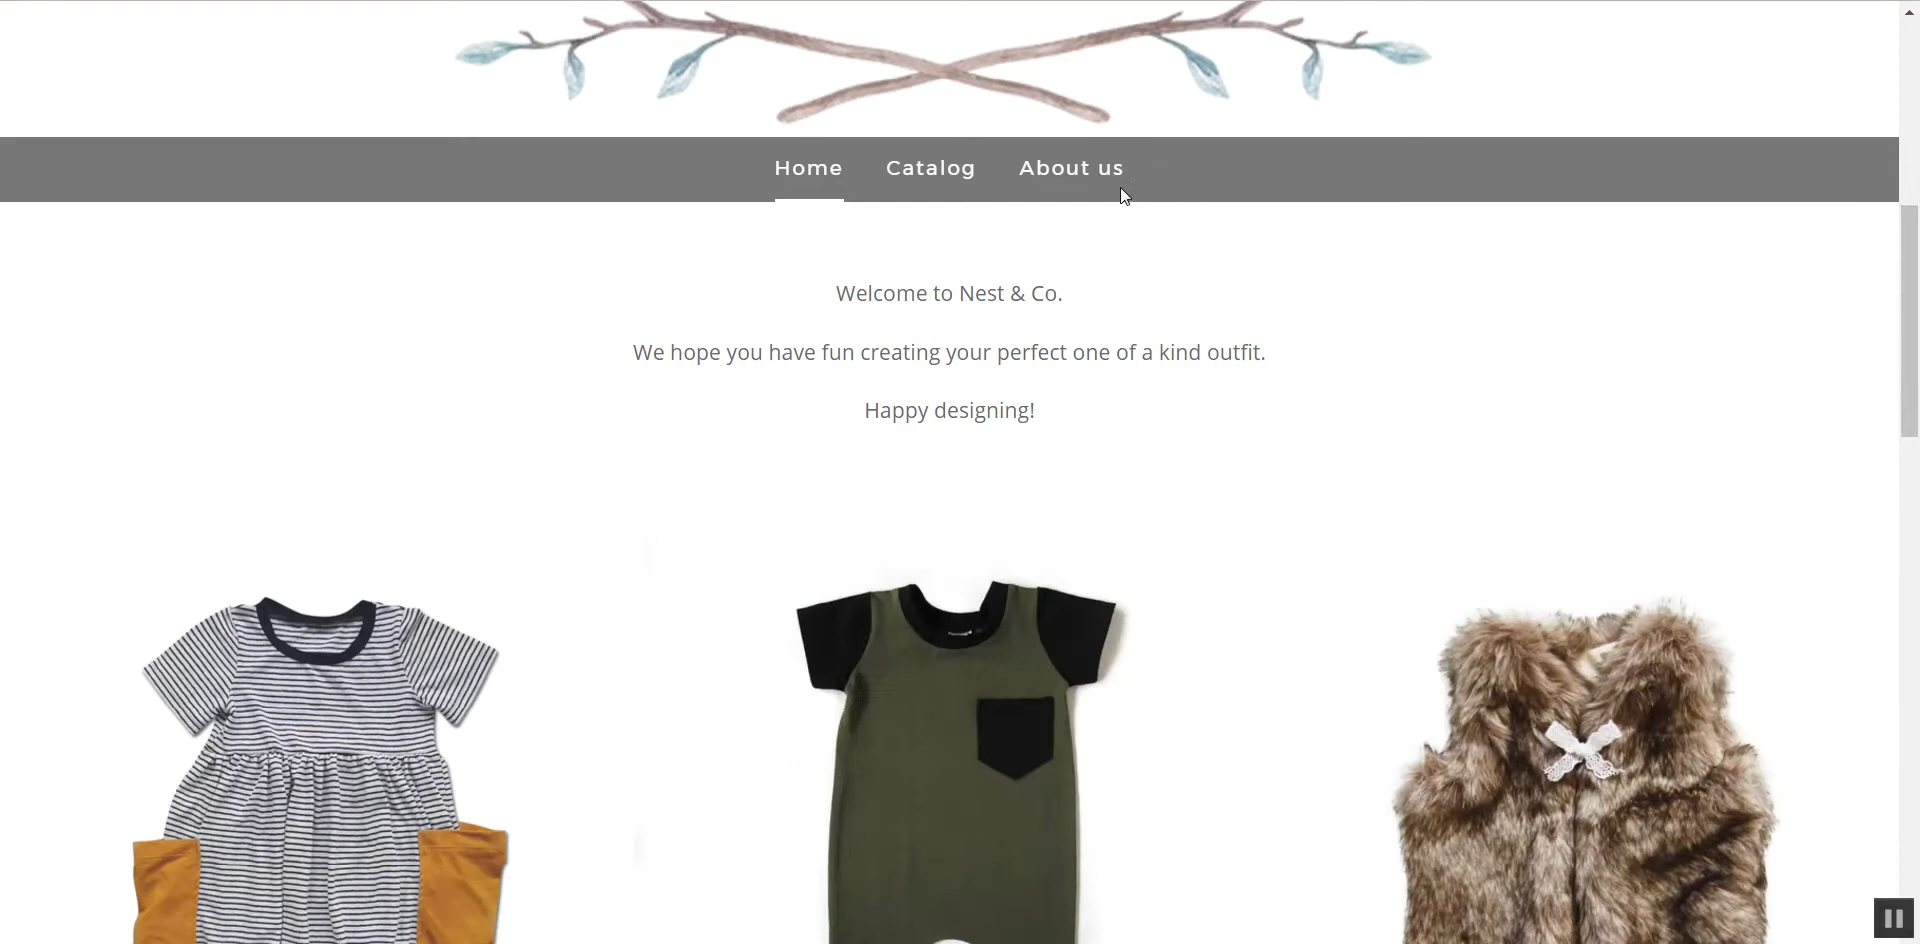 Home Catalog About us
Welcome to Nest & Co.
We hope you have fun creating your perfect one of a kind outfit.
Happy designing!